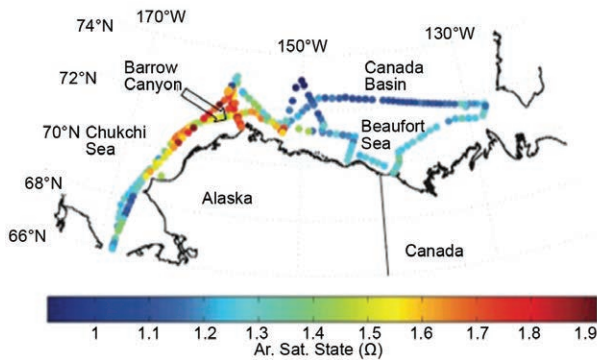 170°W
74°N
150°W
130°W
72°N
Barrow
Canyon
Canada
Basin
70°N
Chukchi
Sea
Beaufort
Sea
68°N
Alaska
66°N
Canada
1 1.1 1.2 1.3 1.4 1.5 1.6 1.7 1.8 1.9
Ar. Sat. State (Ω)